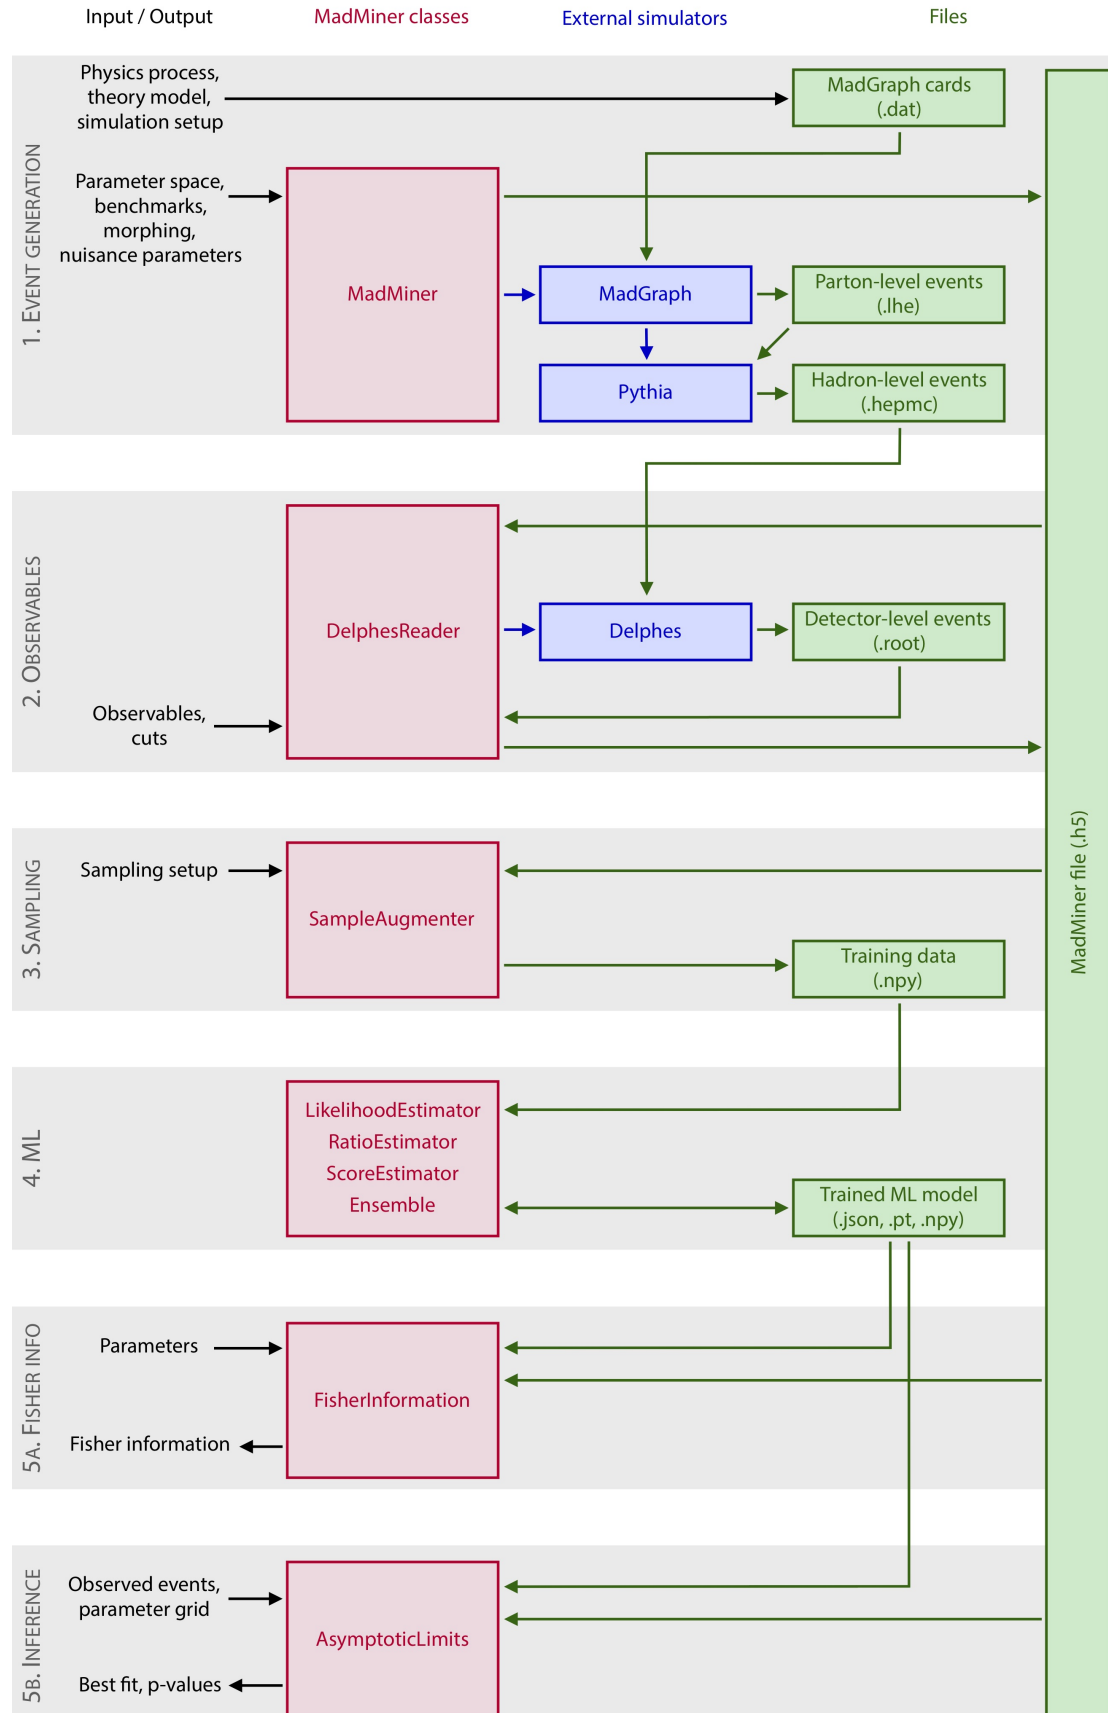 Input / Output
MadMiner classes
External simulators
Files
1. EVENT GENERATION
Physics process,
theory model,
simulation setup
MadGraph cards
(.dat)
Parameter space,
benchmarks,
morphing,
nuisance parameters
MadMiner
MadGraph
Parton-level events
(.lhe)
Pythia
Hadron-level events
(.hepmc)
2. OBSERVABLES
DelphesReader
Delphes
Detector-level events
(.root)
Observables,
cuts
MadMiner file (.h5)
3. SAMPLING
Sampling setup
SampleAugmenter
Training data
(.npy)
4. ML
LikelihoodEstimator
RatioEstimator
ScoreEstimator
Ensemble
Trained ML model
(.json, .pt, .npy)
5A. FISHER INFO
Parameters
FisherInformation
Fisher information
5B. INFERENCE
Observed events,
parameter grid
AsymptoticLimits
Best fit, p-values